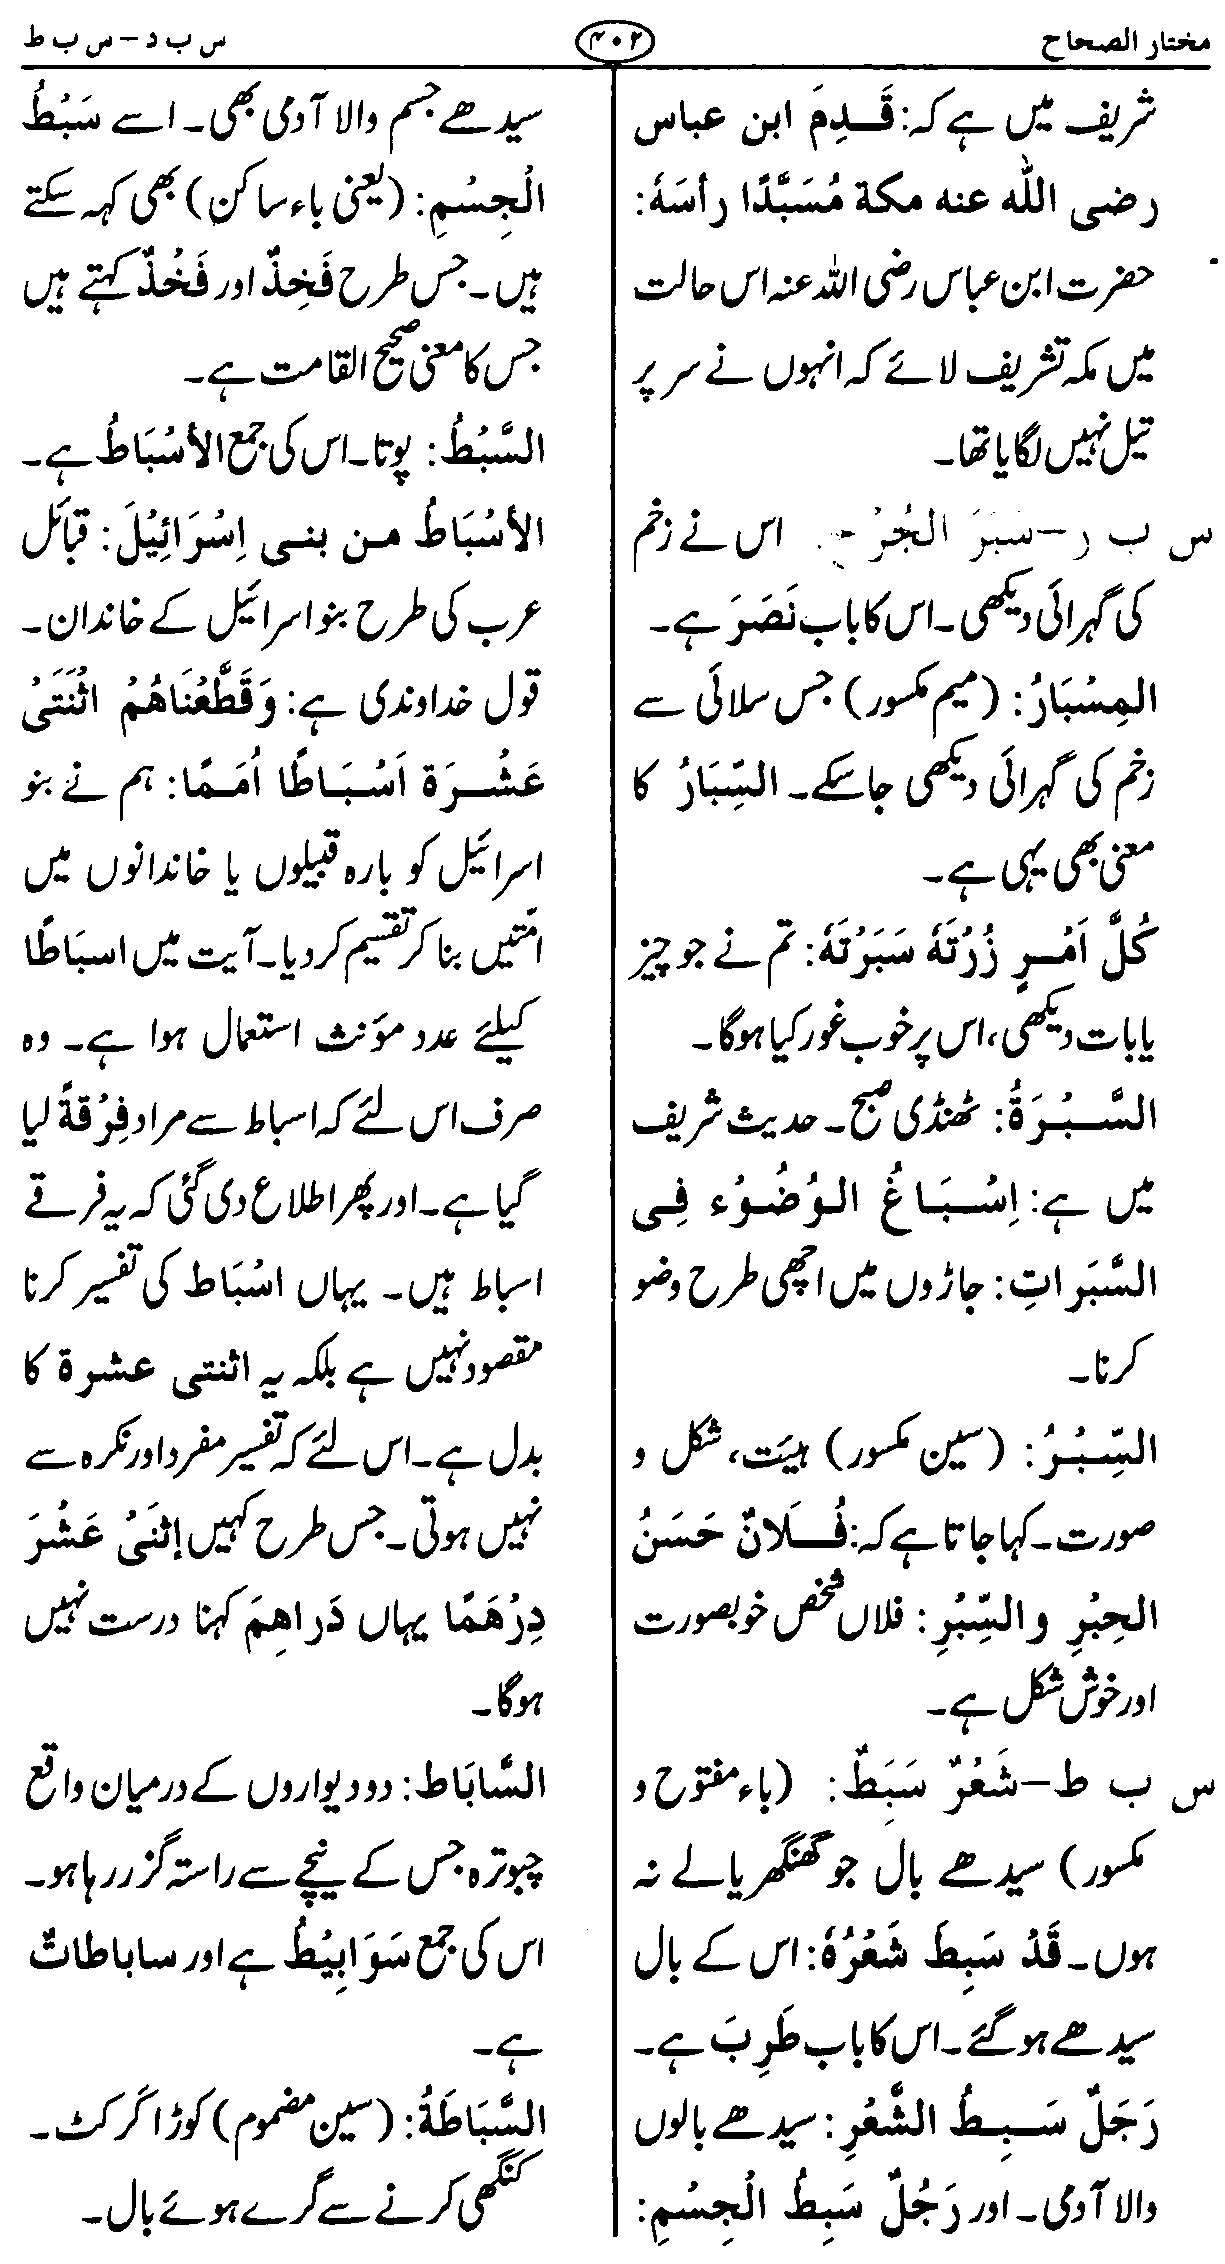 مختار الصحاح
۴۰۲
س ب د – س ب ط
شریف میں ہے کہ: قَدِمَ ابن عباس
رضی اللّٰہ عنہ مکة مُسَبَّدًا رأسَهٗ:
حضرت ابن عباس رضی اللہ عنہ اس حالت
میں مکہ تشریف لائے کہ انہوں نے سر پر
تیل نہیں لگایا تھا۔
س ب ر – سَبَرَ الجُرْ اس نے زخم
کی گہرائی دیکھی۔ اس کا باب نَصَرَ ہے۔
المِسْبَارُ: (میم مکسور) جس سلائی سے
زخم کی گہرائی دیکھی جاسکے۔ السِّبَارُ کا
معنی بھی یہی ہے۔
کُلَّ اَمْرٍ زُرْتَهٗ سَبَرْتَهٗ: تم نے جو چیز
یا بات دیکھی، اس پر خوب غور کیا ہوگا۔
السَّبْرَةُ: ٹھنڈی صبح۔ حدیث شریف
میں ہے: اِسْبَاغُ الوُضُوْء فِی
السَّبَرَاتِ: جاڑوں میں اچھی طرح وضو
کرنا۔
السِّبْرُ: (سین مکسور) ہیئت، شکل و
صورت۔ کہا جاتا ہے کہ: فُلَانٌ حَسَنُ
الحِبْرِ والسِّبْرِ: فلاں شخص خوبصورت
اور خوش شکل ہے۔
س ب ط – شَعْرٌ سَبَطٌ: (باء مفتوح و
مکسور) سیدھے بال جو گھنگھریالے نہ
ہوں۔ قَدْ سَبِطَ شَعْرُهٗ: اس کے بال
سیدھے ہوگئے۔ اس کا باب طَرِبَ ہے۔
رَجُلٌ سَبِطُ الشَّعْرِ: سیدھے بالوں
والا آدمی۔ اور رَجُلٌ سَبِطُ الْجِسْمِ:
سیدھے جسم والا آدمی بھی۔ اسے سَبْطُ
الْجِسْمِ: (یعنی باء ساکن) بھی کہہ سکتے
ہیں۔ جس طرح فَخِذٌ اور فَخْذٌ کہتے ہیں
جس کا معنی صحیح القامت ہے۔
السَّبْطُ: پوتا۔ اس کی جمع الأسْبَاطُ ہے۔
الأسْبَاطُ من بنی اِسْرَائِیْلَ: قبائل
عرب کی طرح بنو اسرائیل کے خاندان۔
قول خداوندی ہے: وَقَطَّعْنَاهُمُ اثْنَتَیْ
عَشْرَةَ اَسْبَاطًا اُمَمًا: ہم نے بنو
اسرائیل کو بارہ قبیلوں یا خاندانوں میں
امتیں بنا کر تقسیم کردیا۔ آیت میں اسباطًا
کیلئے عدد مؤنث استعمال ہوا ہے۔ وہ
صرف اس لئے کہ اسباط سے مراد فِرْقةً لیا
گیا ہے۔ اور پھر اطلاع دی گئی کہ یہ فرقے
اسباط ہیں۔ یہاں اسْبَاط کی تفسیر کرنا
مقصود نہیں ہے بلکہ یہ اثنتی عشرة کا
بدل ہے۔ اس لئے کہ تفسیر مفرد اور نکرہ سے
نہیں ہوتی۔ جس طرح کہیں إثنَیْ عَشْرَ
دِرْهَمًا یہاں دَراهِمَ کہنا درست نہیں
ہوگا۔
السَّابَاط: دو دیواروں کے درمیان واقع
چبوترہ جس کے نیچے سے راستہ گزر رہا ہو۔
اس کی جمع سَوَابِیْطُ ہے اور ساباطاتٌ
ہے۔
السُّبَاطَةُ: (سین مضموم) کوڑا کرکٹ۔
کنگھی کرنے سے گرے ہوئے بال۔